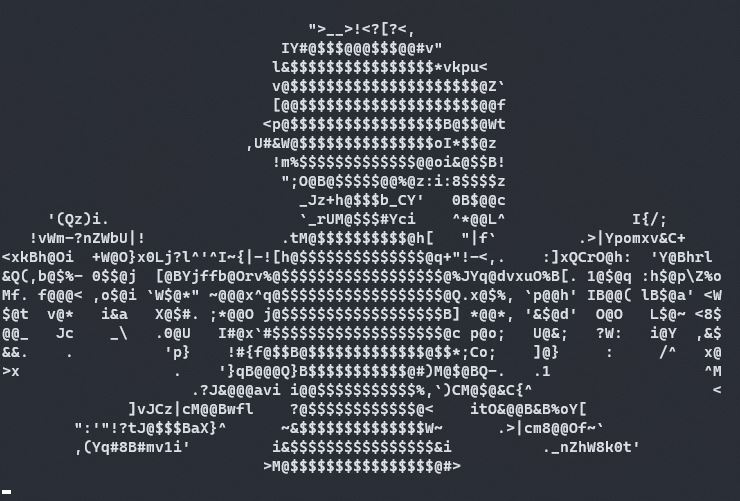 ">__>!<?[?<,
IY#@$$$@@@$$$@@#v"
l&$$$$$$$$$$$$$$$$*vkpu<
v@$$$$$$$$$$$$$$$$$$$$$@Z`
[@@$$$$$$$$$$$$$$$$$$$$@@f
<p@$$$$$$$$$$$$$$$$$B@$$@Wt
,U#&W@$$$$$$$$$$$$$$$oI*$$@z
!m%$$$$$$$$$$$$$@@oi&@$$B!
";O@B@$$$$$@@%@z:i:8$$$$z
_Jz+h@$$$b_CY'   0B$@@c
'(Qz)i.                     `_rUM@$$$#Yci    ^*@@L^              I{/;
!vWm-?nZWbU|!               .tM@$$$$$$$$$@h[   "|f`         .>|Ypomxv&C+
<xkBh@Oi  +W@O}x0Lj?l^'^I~{|-![h@$$$$$$$$$$$$$$@q+"!-<,.    :]xQCrO@h:  'Y@Bhrl
&Q(,b@$%- 0$$@j  [@BYjffb@Orv%@$$$$$$$$$$$$$$$$$$@%JYq@dvxuO%B[. 1@$@q :h$@p\Z%o
Mf. f@@@< ,o$@i `W$@*" ~@@@x^q@$$$$$$$$$$$$$$$$$$@Q.x@$%, `p@@h' IB@@( lB$@a' <W
$@t  v@*   i&a   X@$#. ;*@@O j@$$$$$$$$$$$$$$$$$$B] *@@*, '&$@d'  O@O   L$@~ <8$
@@_   Jc    _\   .0@U   I#@x`#$$$$$$$$$$$$$$$$$$@c p@o;   U@&;   ?W:   i@Y  ,&$
&&.    .          'p}    !#{f@$$B@$$$$$$$$$$$$$@$$*;Co;    ]@}     :     /^   x@
>x                 .    '}qB@@@Q}B$$$$$$$$$$$@#)M@$@BQ-.   .1                 ^M
.?J&@@@avi i@@$$$$$$$$$$$%,`)CM@$@&C{^                    <
]vJCz|cM@@Bwfl    ?@$$$$$$$$$$$$@<    itO&@@B&B%oY[
":'"!?tJ@$$$BaX}^      ~&$$$$$$$$$$$$$$W~      .>|cm8@@Of~`
,(Yq#8B#mv1i'         i&$$$$$$$$$$$$$$$$&i          ._nZhW8k0t'
>M@$$$$$$$$$$$$$$$$@#>